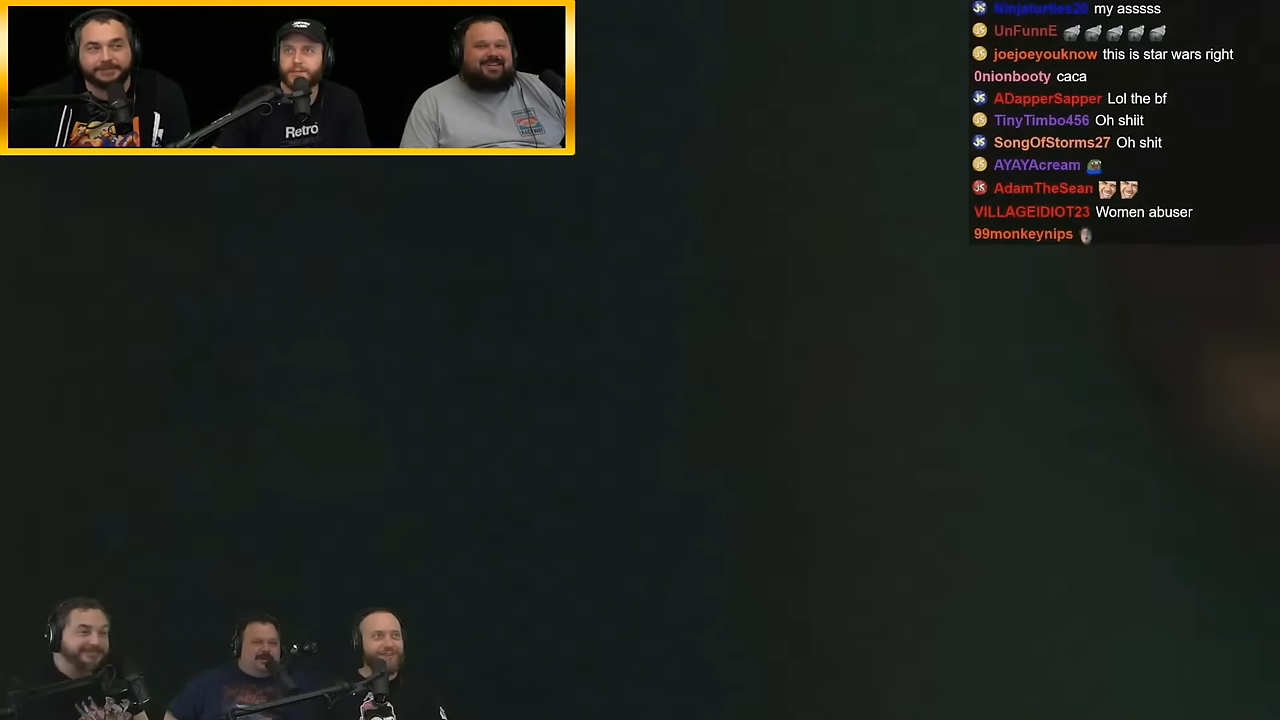 Ninjaturtles20 my asssss
UnFunnE
joejoeyouknow this is star wars right
0nionbooty caca
ADapperSapper Lol the bf
TinyTimbo456 Oh shiit
SongOfStorms27 Oh shit
AYAYAcream
AdamTheSean
VILLAGEIDIOT23 Women abuser
99monkeynips
Retro